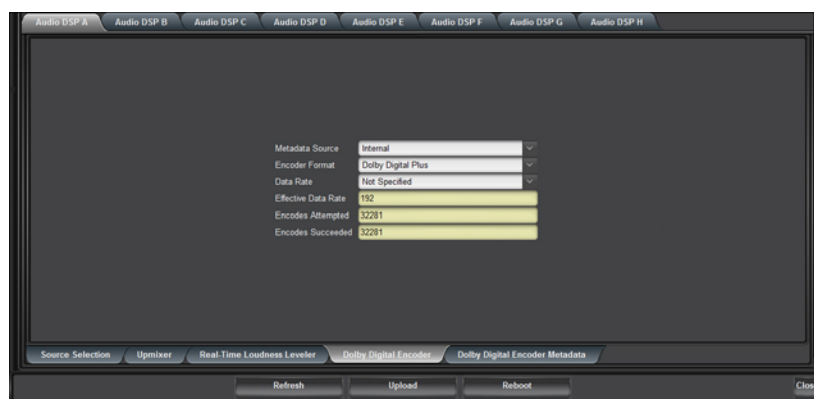 Audio DSP A Audio DSP B Audio DSP C Audio DSP D Audio DSP E Audio DSP F Audio DSP G Audio DSP H
Metadata Source Internal
Encoder Format Dolby Digital Plus
Data Rate Not Specified
Effective Data Rate 192
Encodes Attempted 32281
Encodes Succeeded 32281
Source Selection Upmixer Real-Time Loudness Leveler Dolby Digital Encoder Dolby Digital Encoder Metadata
Refresh Upload Reboot Clos